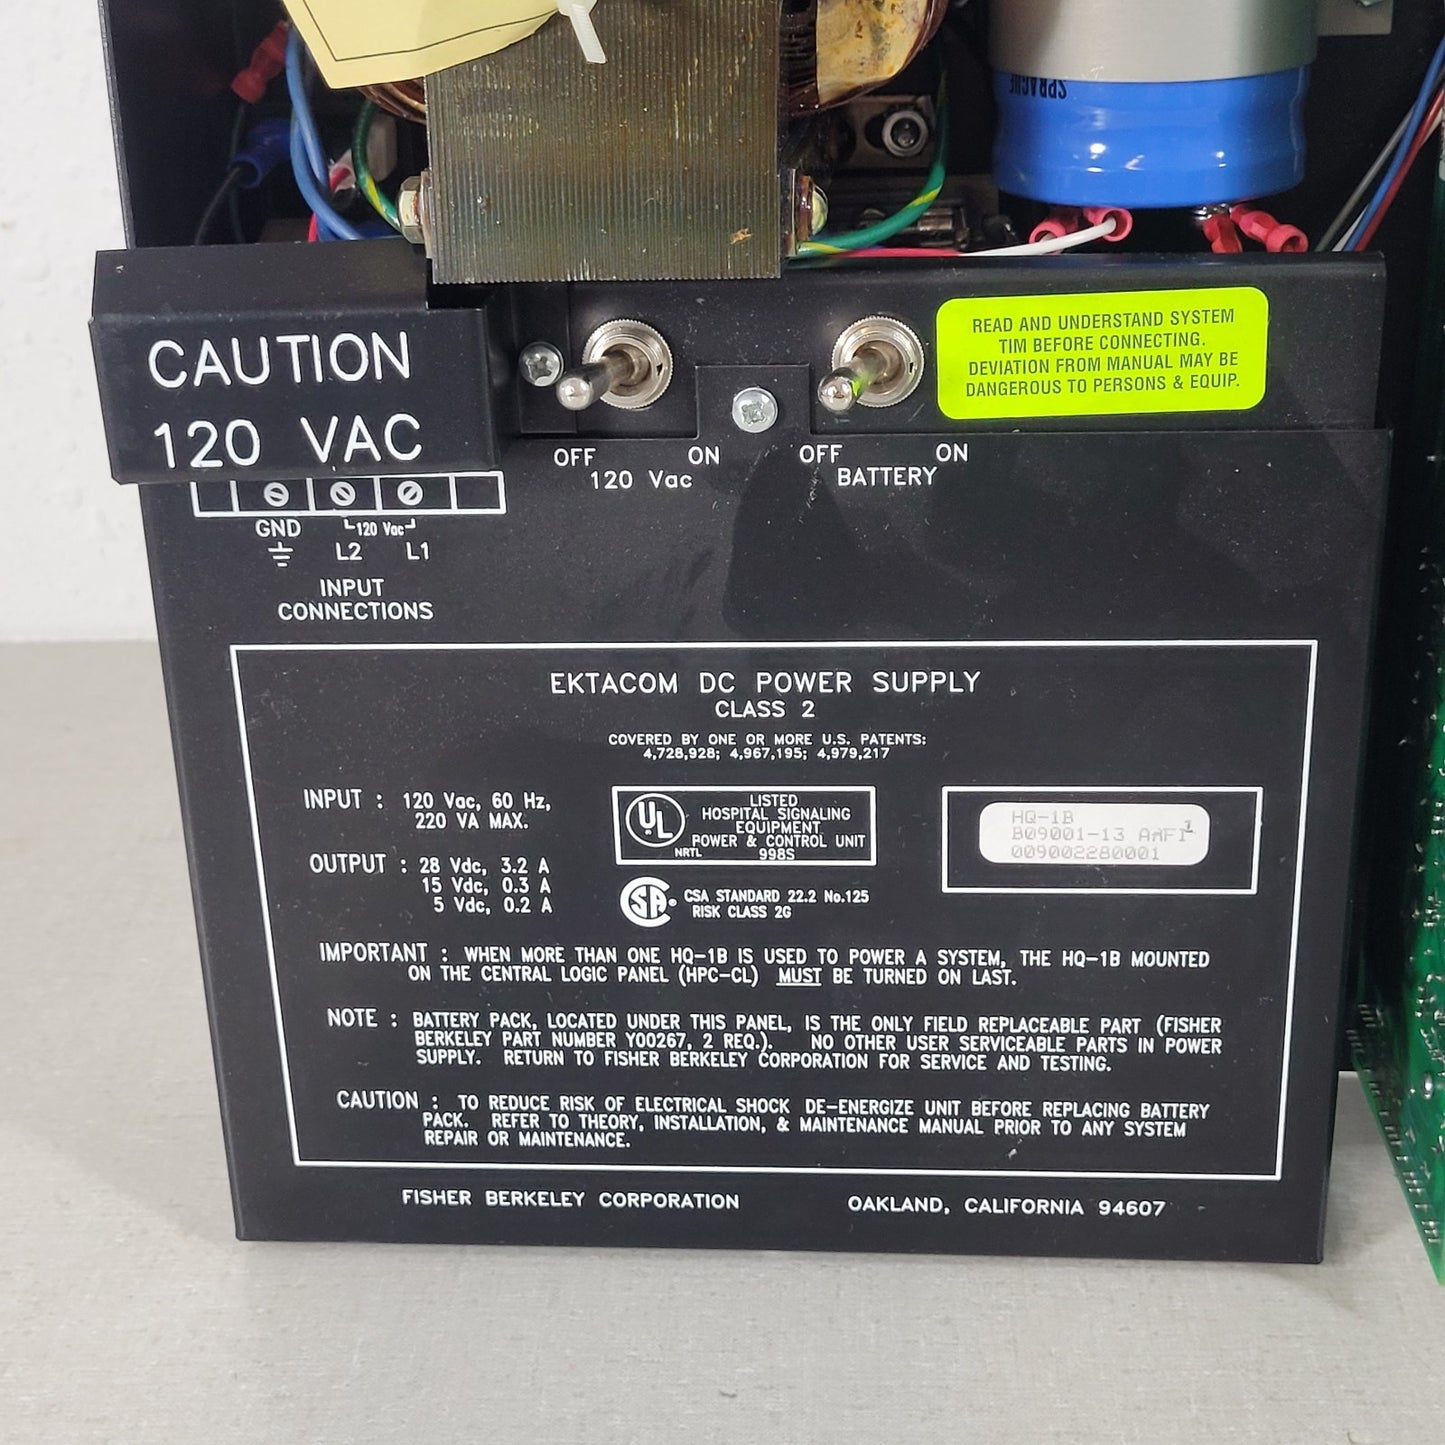 SPRAGUE
READ AND UNDERSTAND SYSTEM
TIM BEFORE CONNECTING.
DEVIATION FROM MANUAL MAY BE
DANGEROUS TO PERSONS & EQUIP.
CAUTION
120 VAC
OFF ON
120 Vac
OFF ON
BATTERY
GND
120 Vac
L2 L1
INPUT
CONNECTIONS
EKTACOM DC POWER SUPPLY
CLASS 2
COVERED BY ONE OR MORE U.S. PATENTS:
4,728,928; 4,967,195; 4,979,217
INPUT : 120 Vac, 60 Hz,
220 VA MAX.
OUTPUT : 28 Vdc, 3.2 A
15 Vdc, 0.3 A
5 Vdc, 0.2 A
UL
LISTED
HOSPITAL SIGNALING
EQUIPMENT
POWER & CONTROL UNIT
NRTL 998S
SA® CSA STANDARD 22.2 No.125
RISK CLASS 2G
HQ-1B
B09001-13
009002280001
IMPORTANT : WHEN MORE THAN ONE HQ-1B IS USED TO POWER A SYSTEM, THE HQ-1B MOUNTED
ON THE CENTRAL LOGIC PANEL (HPC-CL) MUST BE TURNED ON LAST.
NOTE : BATTERY PACK, LOCATED UNDER THIS PANEL, IS THE ONLY FIELD REPLACEABLE PART (FISHER
BERKELEY PART NUMBER Y00267, 2 REQ.). NO OTHER USER SERVICEABLE PARTS IN POWER
SUPPLY. RETURN TO FISHER BERKELEY CORPORATION FOR SERVICE AND TESTING.
CAUTION : TO REDUCE RISK OF ELECTRICAL SHOCK DE-ENERGIZE UNIT BEFORE REPLACING BATTERY
PACK. REFER TO THEORY, INSTALLATION, & MAINTENANCE MANUAL PRIOR TO ANY SYSTEM
REPAIR OR MAINTENANCE.
FISHER BERKELEY CORPORATION OAKLAND, CALIFORNIA 94607